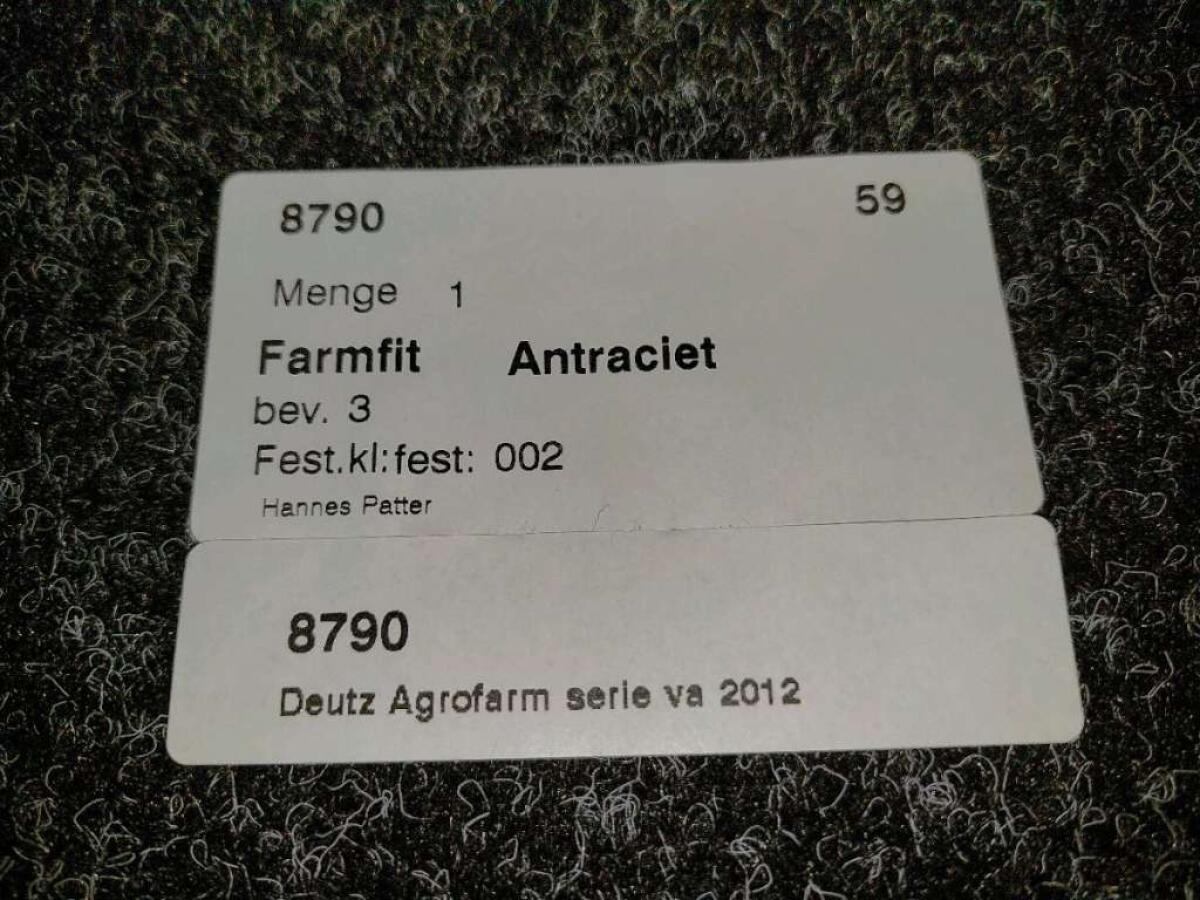 8790 59
Menge 1
Farmfit Antraciet
bev. 3
Fest.kl:fest: 002
Hannes Patter
8790
Deutz Agrofarm serie va 2012